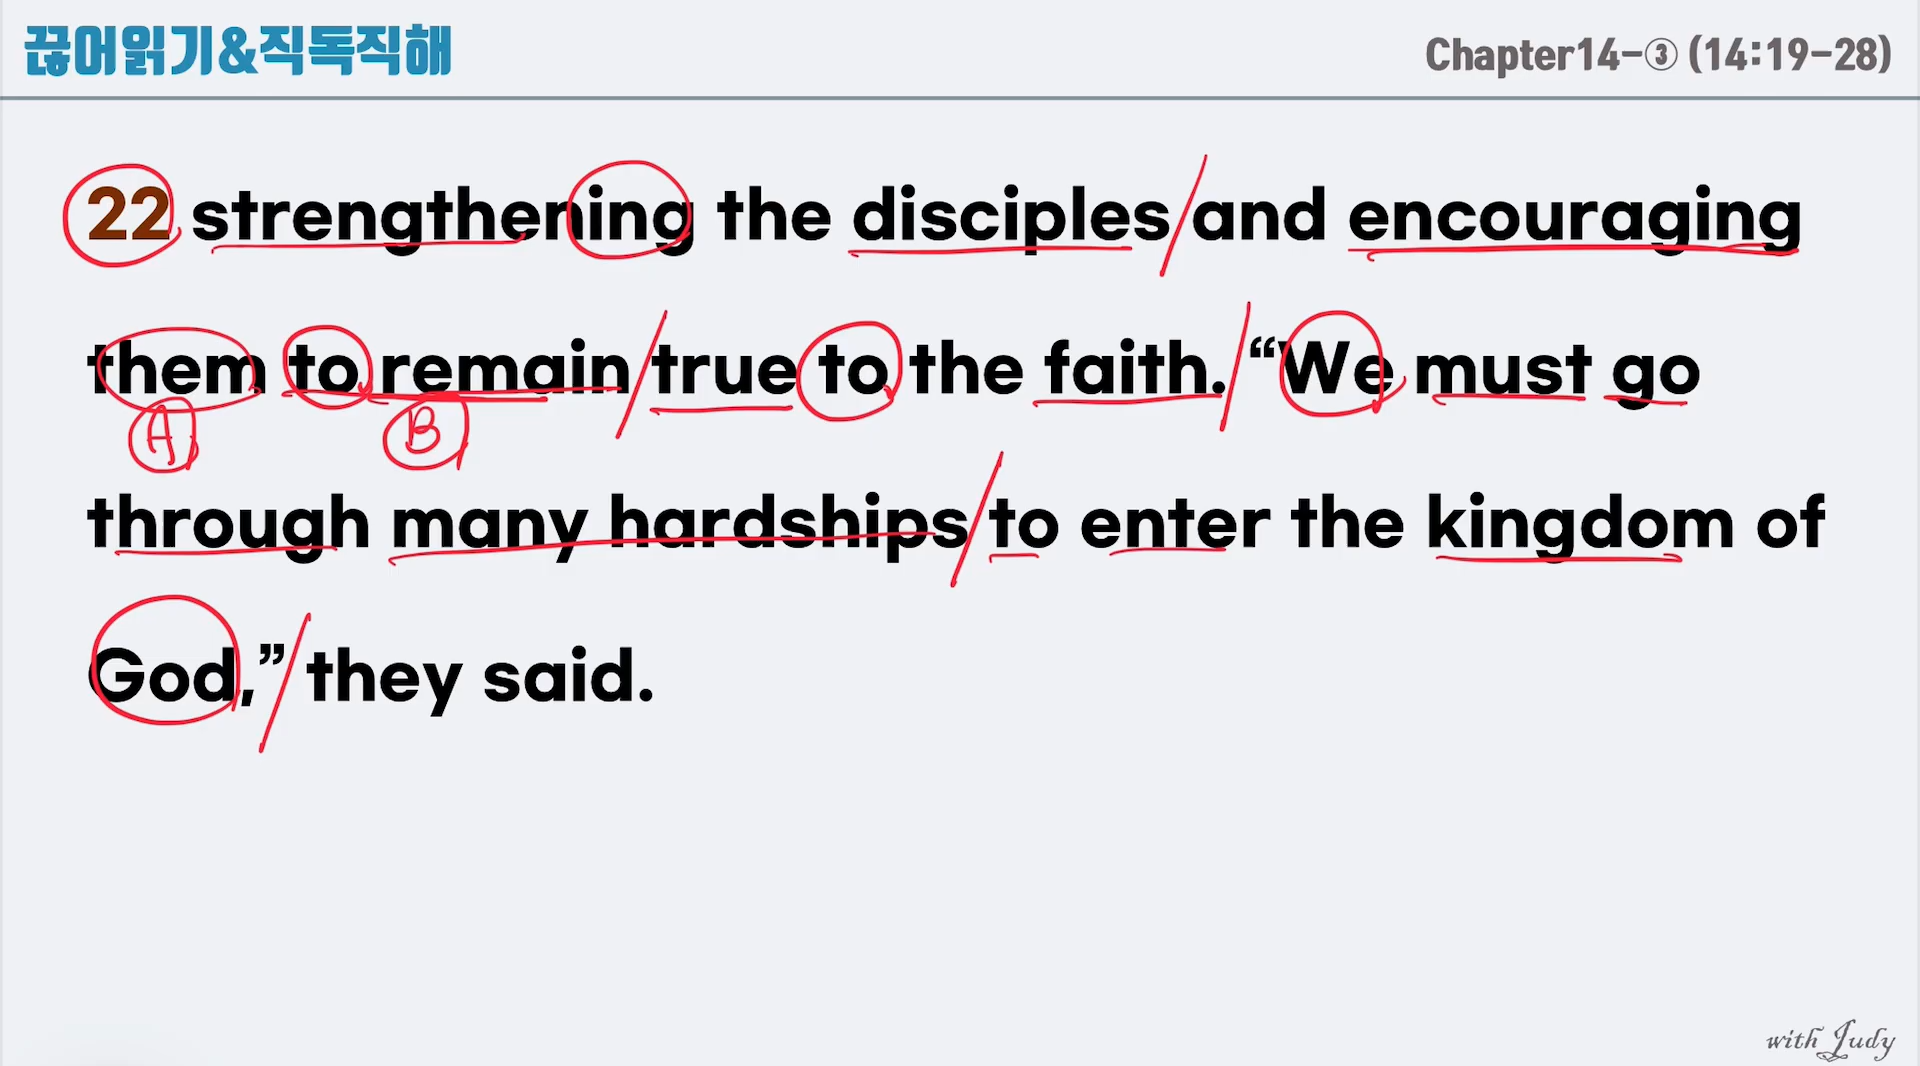 끊어읽기&직독직해
Chapter14-③ (14:19-28)
22 strengthening the disciples / and encouraging
them to remain / true to the faith. / “We must go
A B
through many hardships / to enter the kingdom of
God,” / they said.
with Judy